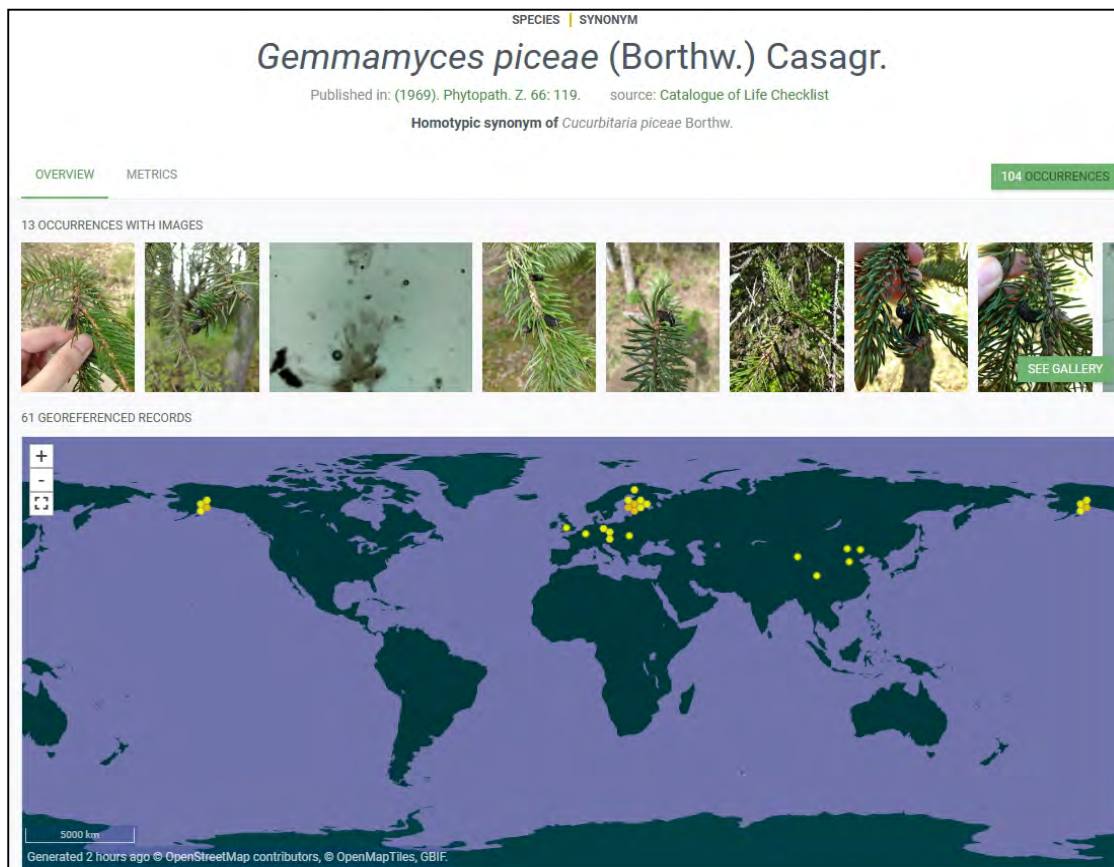 SPECIES | SYNONYM
Gemmamyces piceae (Borthw.) Casagr.
Published in: (1969). Phytopath. Z. 66: 119. source: Catalogue of Life Checklist
Homotypic synonym of Cucurbitaria piceae Borthw.
OVERVIEW METRICS 104 OCCURRENCES
13 OCCURRENCES WITH IMAGES
SEE GALLERY
61 GEOREFERENCED RECORDS
+
-
5000 km
Generated 2 hours ago © OpenStreetMap contributors, © OpenMapTiles, GBIF.